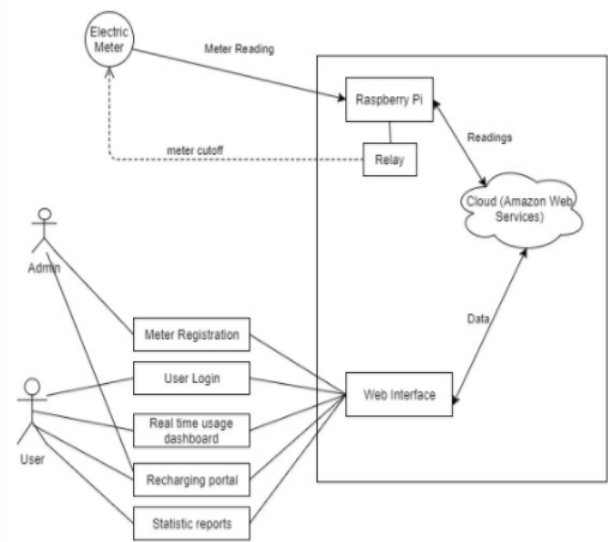 Electric
Meter
Meter Reading
Raspberry Pi
Readings
meter cutoff
Relay
Cloud (Amazon Web
Services)
Admin
Data
Meter Registration
User Login
Web Interface
Real time usage
dashboard
User
Recharging portal
Statistic reports